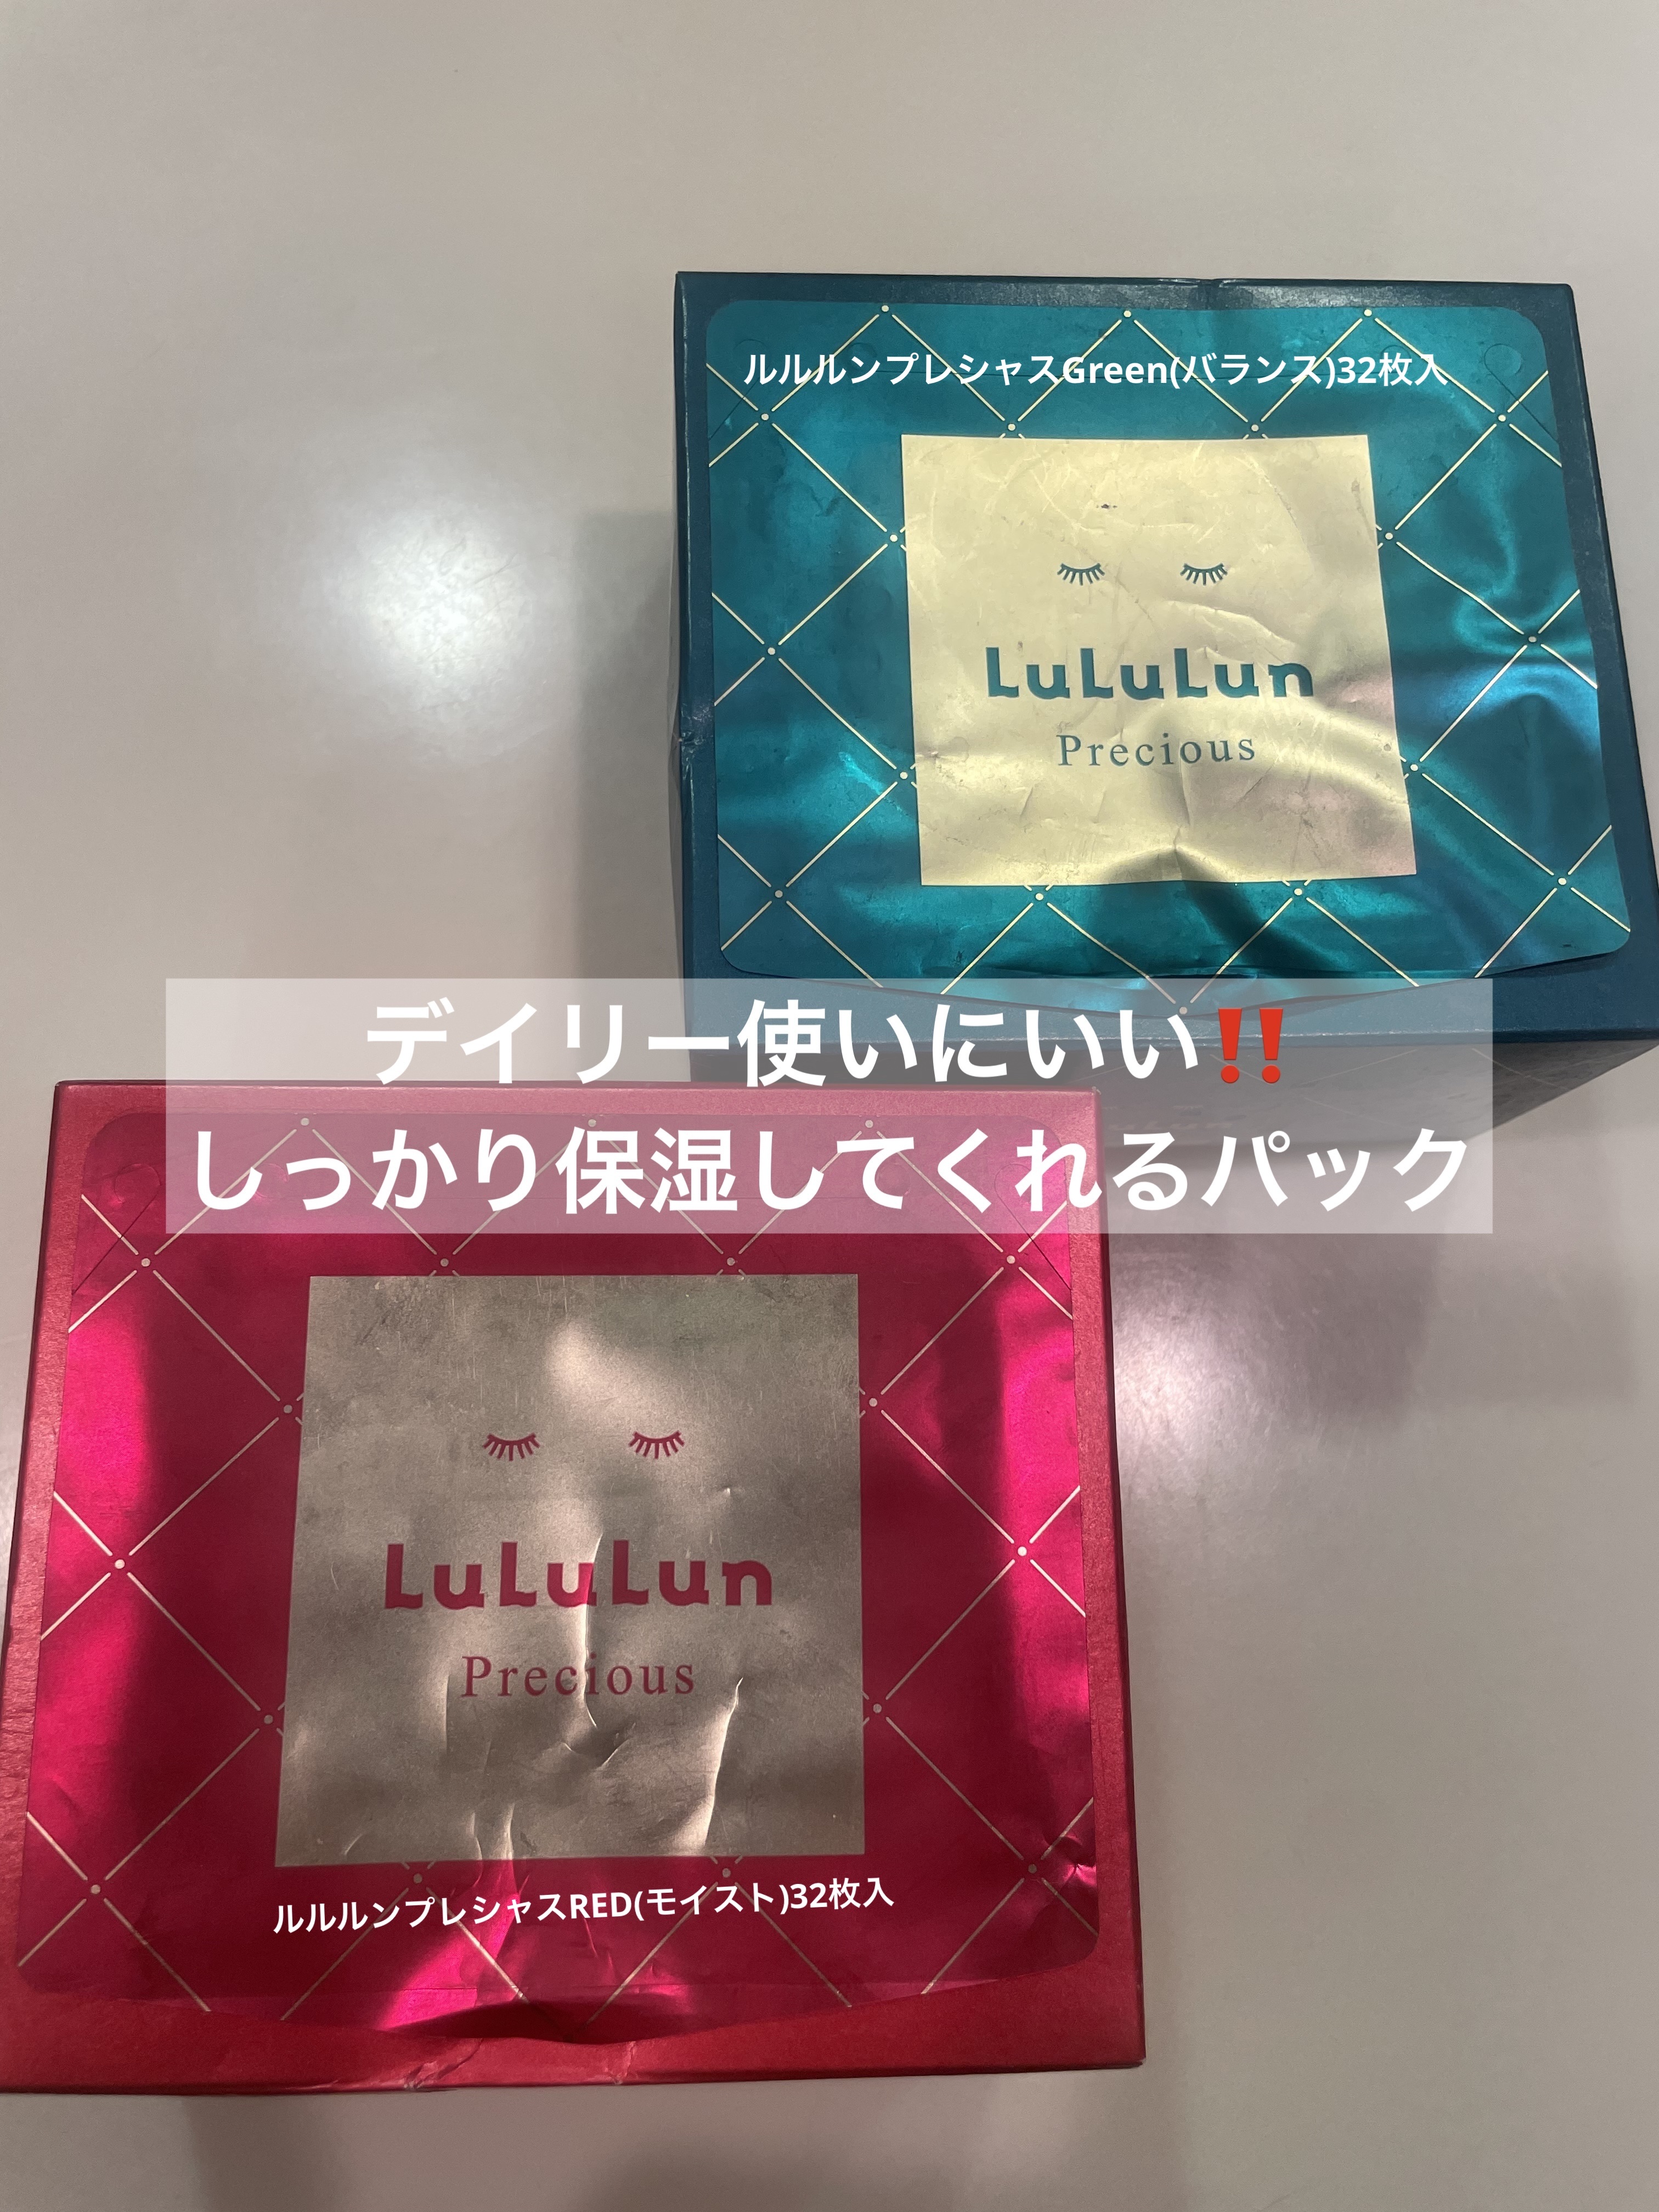 ルルルンプレシャスGreen(バランス)32枚入
LuLuLun
Precious
デイリー使いにいい‼️
しっかり保湿してくれるパック
LuLuLun
Precious
ルルルンプレシャスRED(モイスト)32枚入